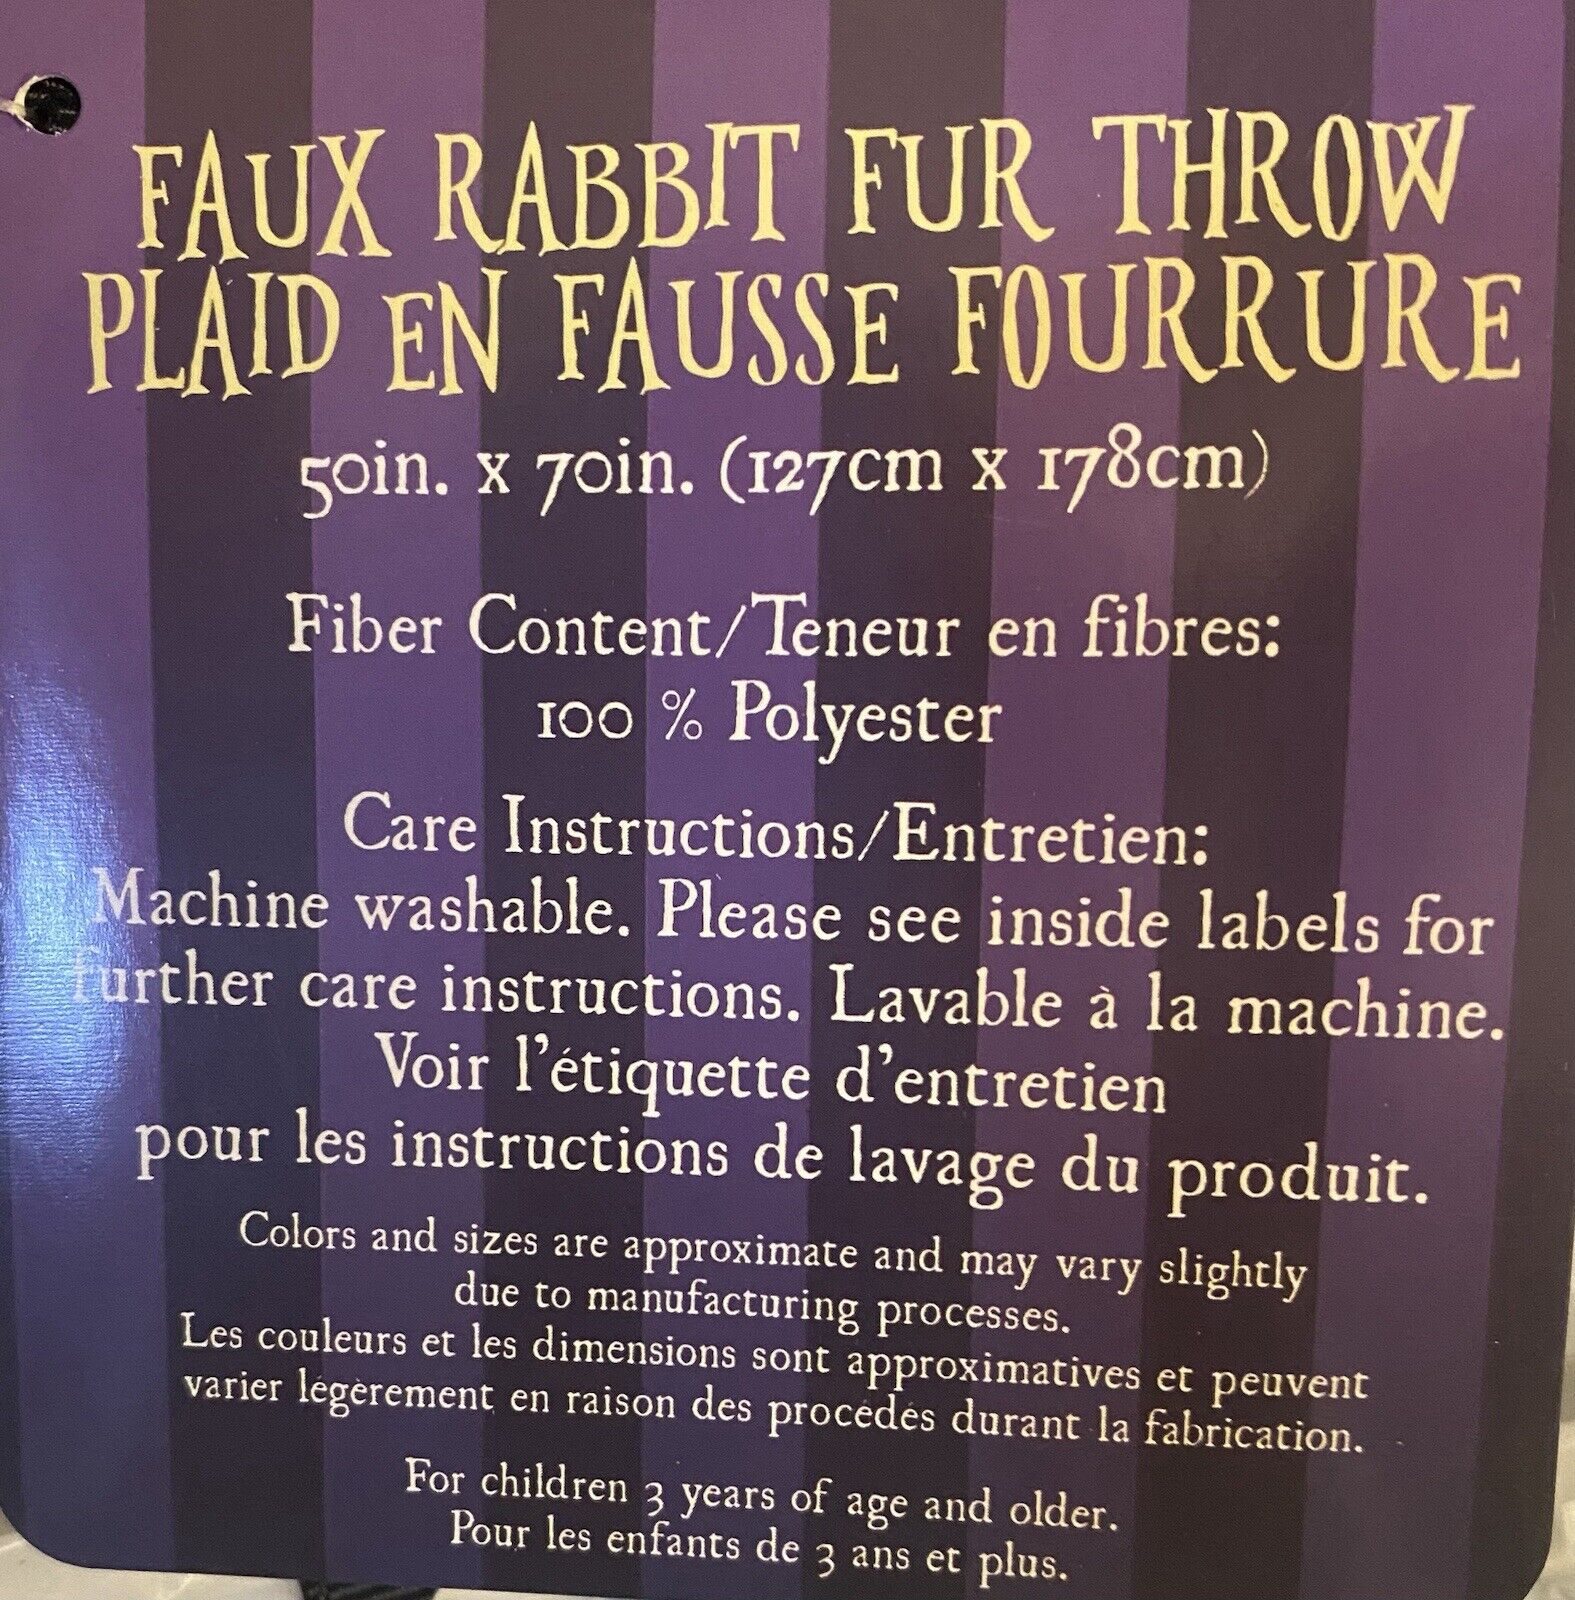 FAUX RABBIT FUR THROW
PLAID EN FAUSSE FOURRURE
50in. x 70in. (127cm x 178cm)
Fiber Content/Teneur en fibres:
100 % Polyester
Care Instructions/Entretien:
Machine washable. Please see inside labels for
further care instructions. Lavable à la machine.
Voir l'étiquette d'entretien
pour les instructions de lavage du produit.
Colors and sizes are approximate and may vary slightly
due to manufacturing processes.
Les couleurs et les dimensions sont approximatives et peuvent
varier légèrement en raison des procédés durant la fabrication.
For children 3 years of age and older.
Pour les enfants de 3 ans et plus.